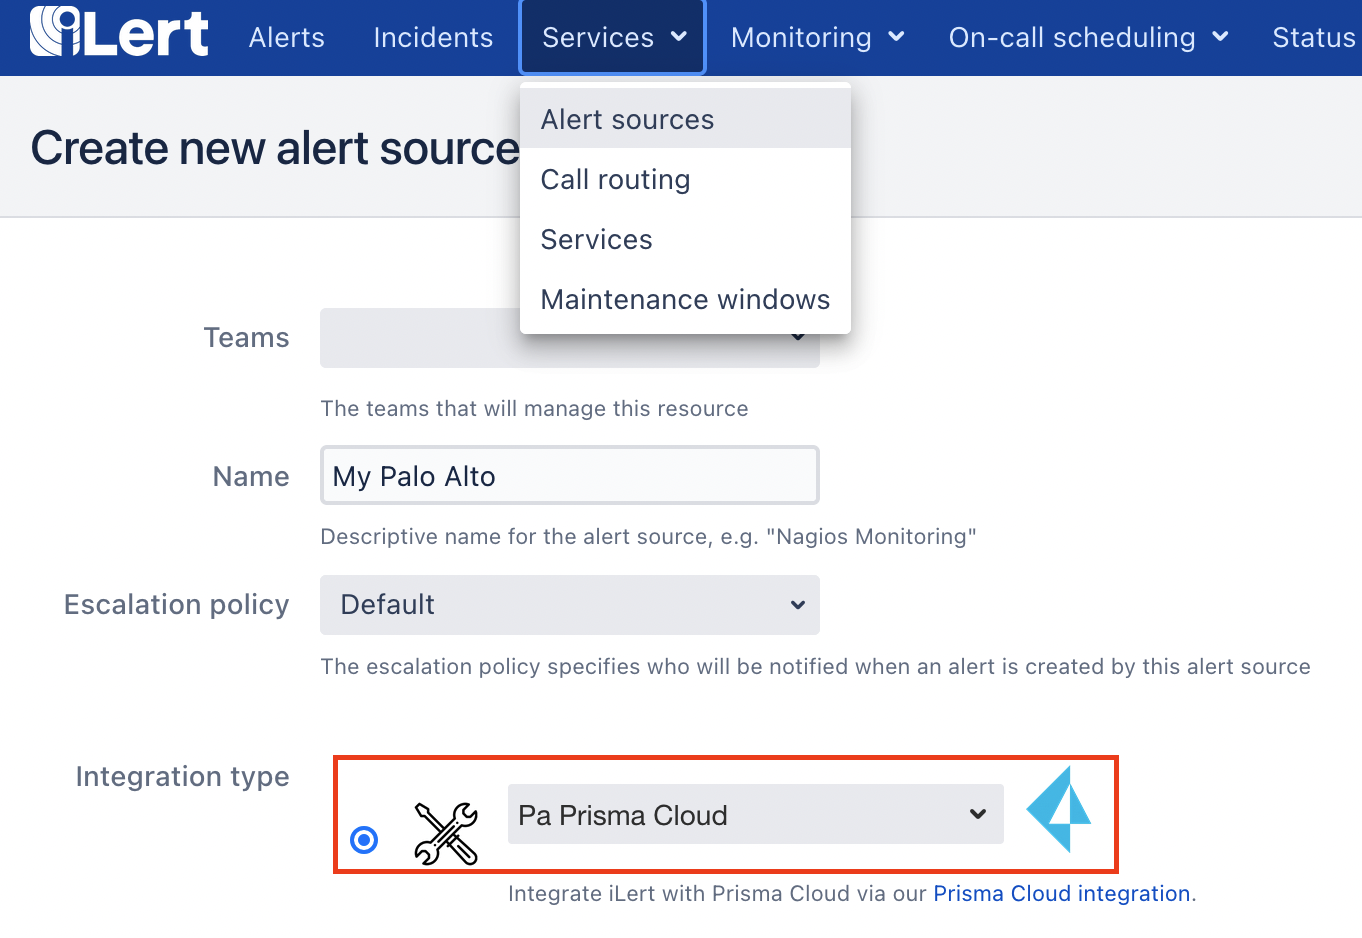 iLert Alerts Incidents Services Monitoring On-call scheduling Status
Alert sources
Create new alert source
Call routing
Services
Maintenance windows
Teams
The teams that will manage this resource
Name My Palo Alto
Descriptive name for the alert source, e.g. "Nagios Monitoring"
Escalation policy Default
The escalation policy specifies who will be notified when an alert is created by this alert source
Integration type
Pa Prisma Cloud
Integrate iLert with Prisma Cloud via our Prisma Cloud integration.